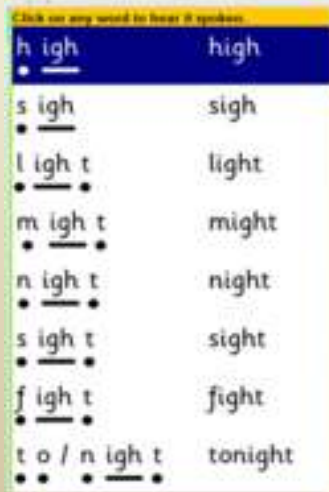 Click on any word to hear it spoken.
h igh high
s igh sigh
l igh t light
m igh t might
n igh t night
s igh t sight
f igh t fight
t o / n igh t tonight